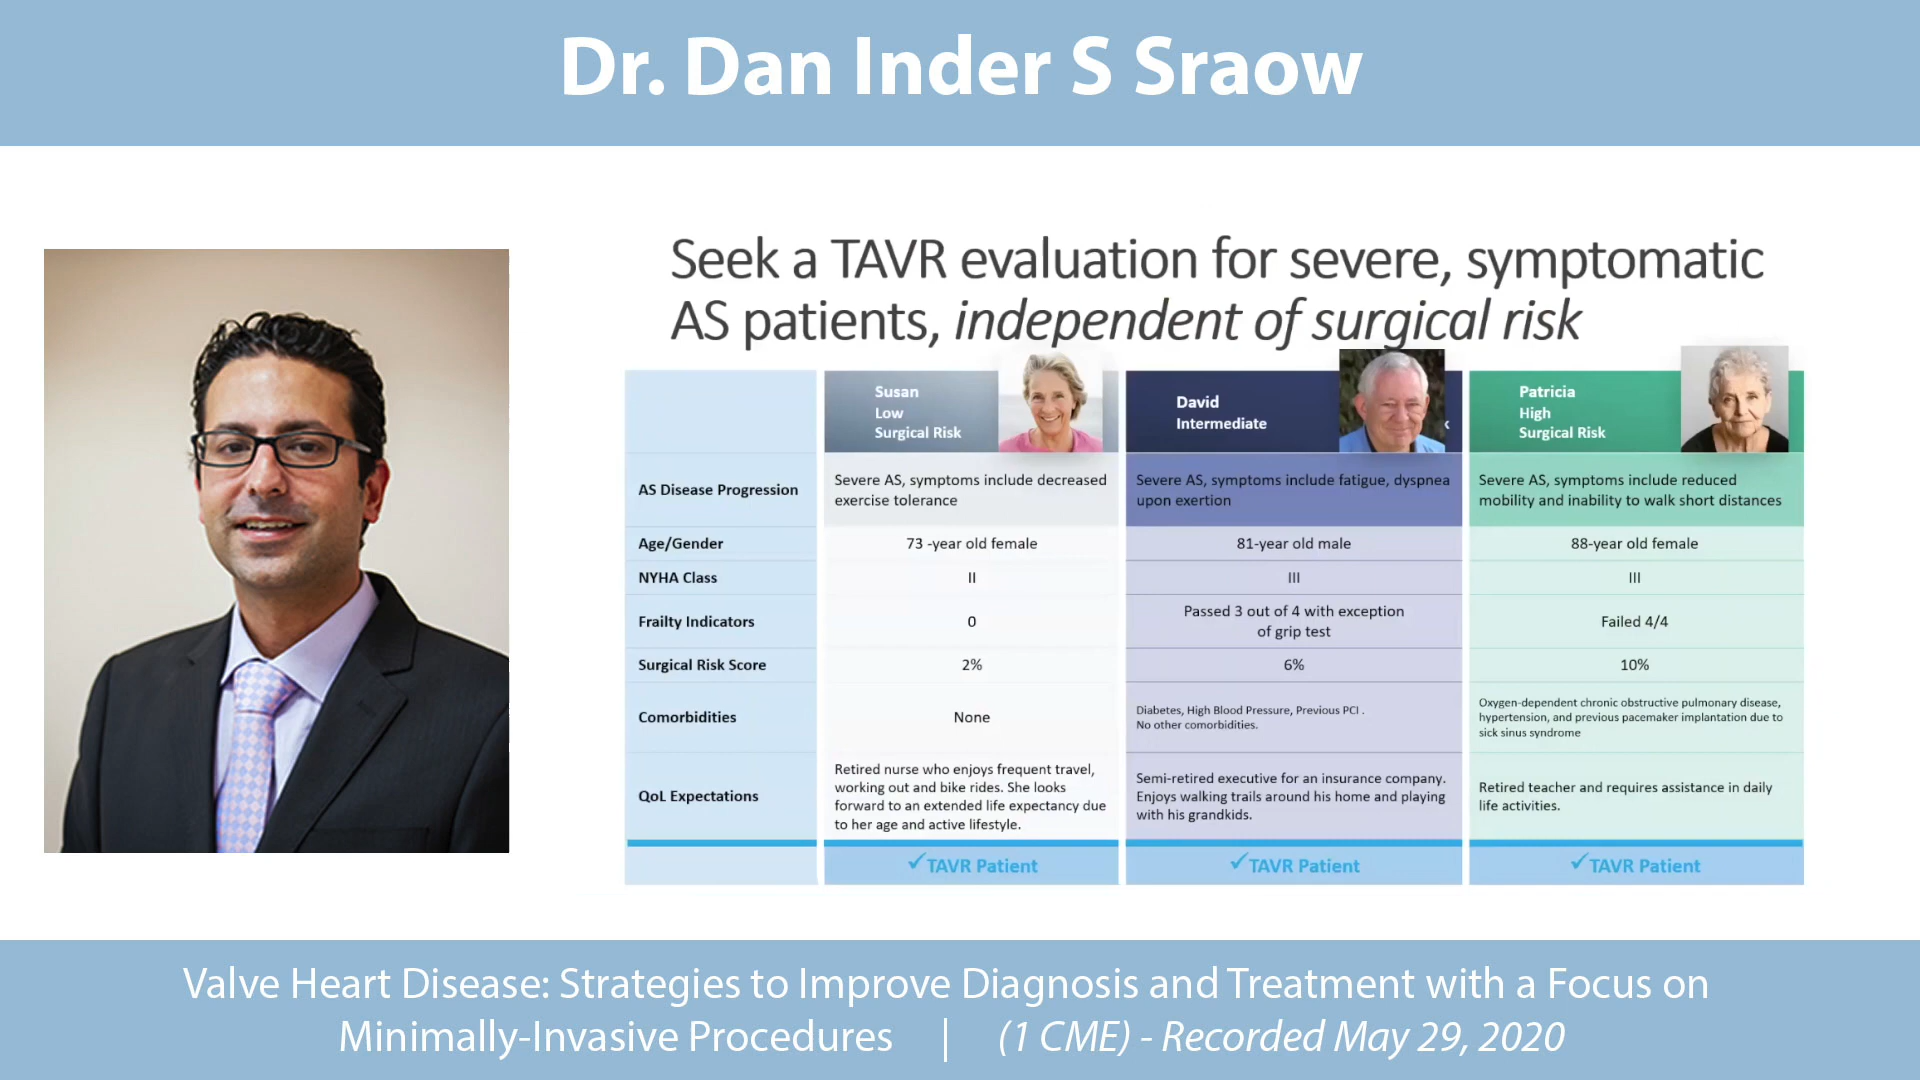 Dr. Dan Inder S Sraow
Seek a TAVR evaluation for severe, symptomatic
AS patients, independent of surgical risk
Susan
Low
Surgical Risk
David
Intermediate
k
Patricia
High
Surgical Risk
AS Disease Progression
Severe AS, symptoms include decreased
exercise tolerance
Severe AS, symptoms include fatigue, dyspnea
upon exertion
Severe AS, symptoms include reduced
mobility and inability to walk short distances
Age/Gender
73 -year old female
81-year old male
88-year old female
NYHA Class
II
III
III
Frailty Indicators
0
Passed 3 out of 4 with exception
of grip test
Failed 4/4
Surgical Risk Score
2%
6%
10%
Comorbidities
None
Diabetes, High Blood Pressure, Previous PCI .
No other comorbidities.
Oxygen-dependent chronic obstructive pulmonary disease,
hypertension, and previous pacemaker implantation due to
sick sinus syndrome
QoL Expectations
Retired nurse who enjoys frequent travel,
working out and bike rides. She looks
forward to an extended life expectancy due
to her age and active lifestyle.
Semi-retired executive for an insurance company.
Enjoys walking trails around his home and playing
with his grandkids.
Retired teacher and requires assistance in daily
life activities.
✓TAVR Patient
✓TAVR Patient
✓TAVR Patient
Valve Heart Disease: Strategies to Improve Diagnosis and Treatment with a Focus on
Minimally-Invasive Procedures | (1 CME) - Recorded May 29, 2020